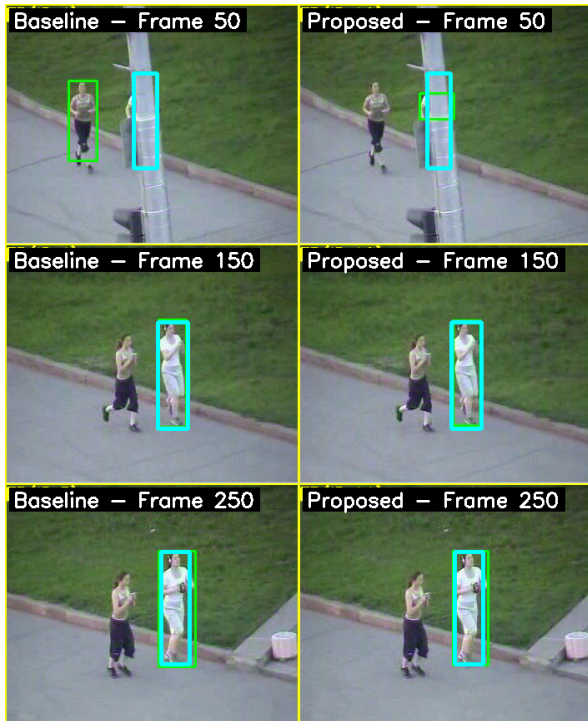 Baseline – Frame 50
Proposed – Frame 50
Baseline – Frame 150
Proposed – Frame 150
Baseline – Frame 250
Proposed – Frame 250